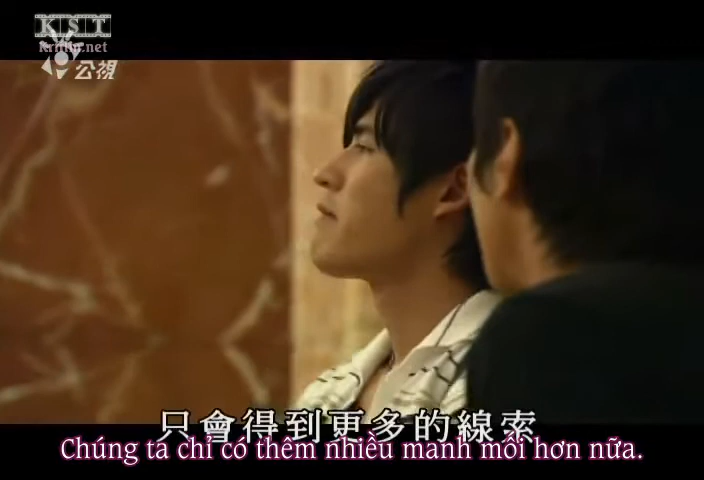 KST
Krillin.net
公視
只會得到更多的線索
Chúng ta chỉ có thêm nhiều manh mối hơn nữa.